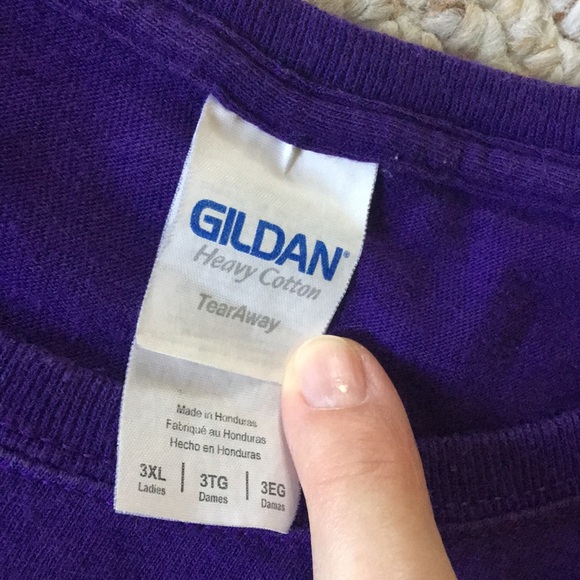 GILDAN®
Heavy Cotton
TearAway
Made in Honduras
Fabriqué au Honduras
Hecho en Honduras
3XL | 3TG | 3EG
Ladies Dames Damas